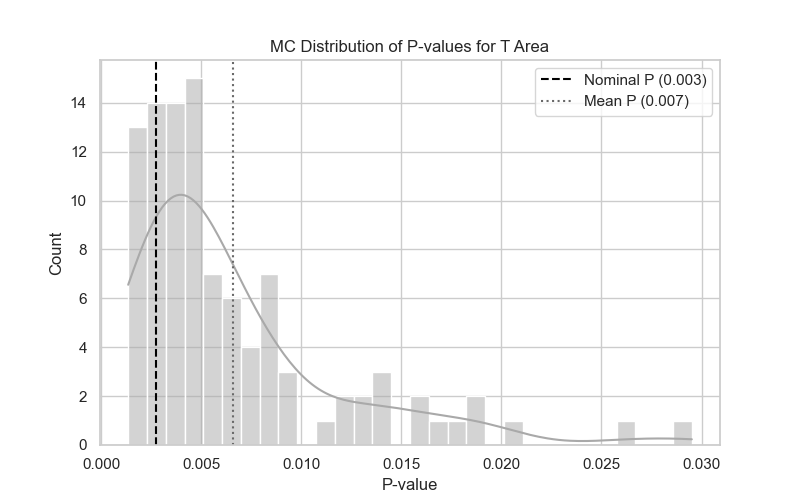 MC Distribution of P-values for T Area
Nominal P (0.003)
Mean P (0.007)
Count
14
12
10
8
6
4
2
0
0.000 0.005 0.010 0.015 0.020 0.025 0.030
P-value